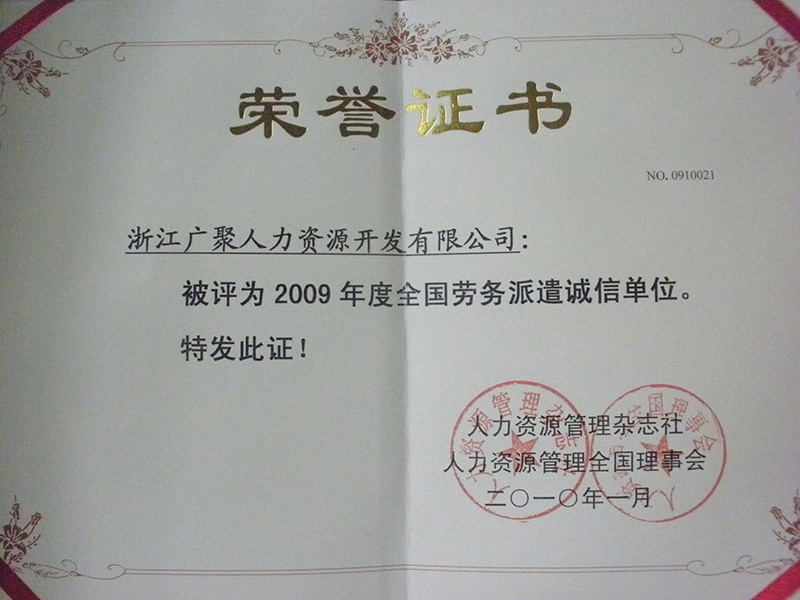 荣誉证书
NO. 0910021
浙江广聚人力资源开发有限公司：
被评为 2009 年度全国劳务派遣诚信单位。
特发此证！
人力资源管理杂志社
人力资源管理全国理事会
二〇一〇年一月